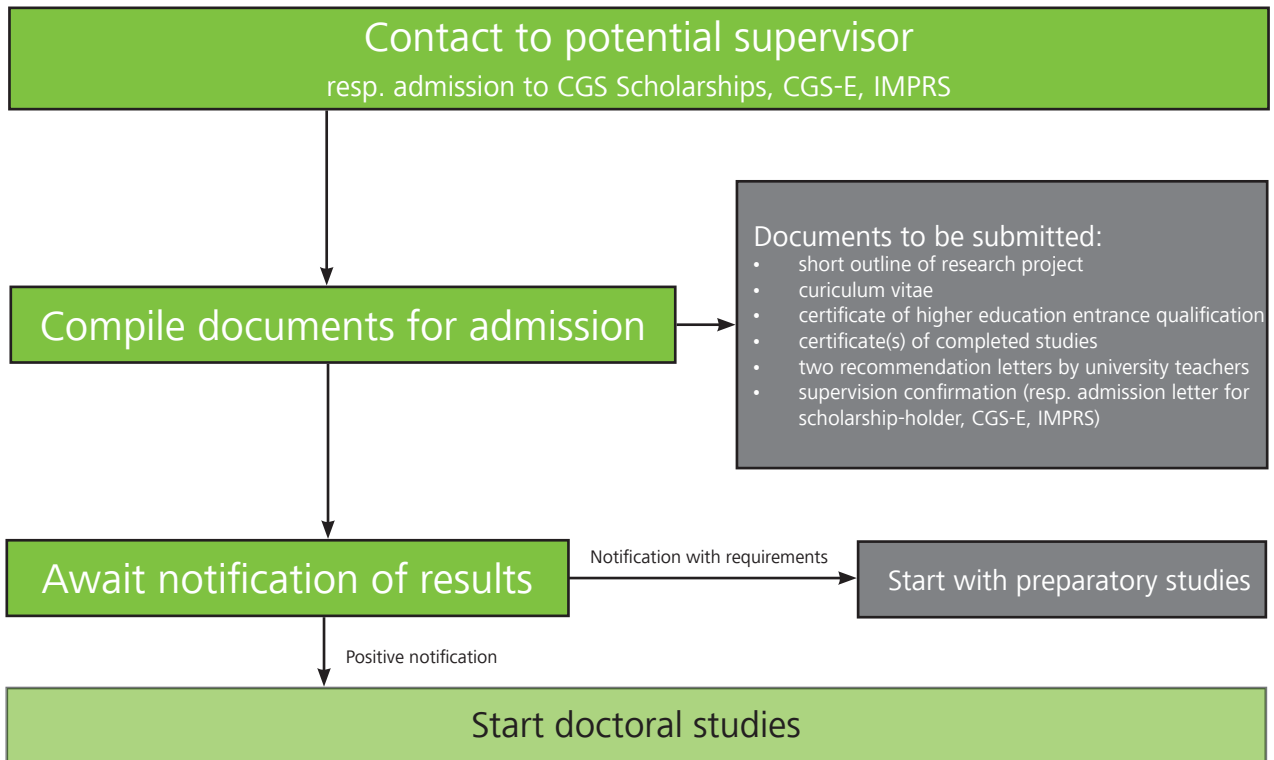 Contact to potential supervisor
resp. admission to CGS Scholarships, CGS-E, IMPRS
Documents to be submitted:
• short outline of research project
• curiculum vitae
• certificate of higher education entrance qualification
• certificate(s) of completed studies
• two recommendation letters by university teachers
• supervision confirmation (resp. admission letter for
scholarship-holder, CGS-E, IMPRS)
Compile documents for admission
Await notification of results
Notification with requirements
Start with preparatory studies
Positive notification
Start doctoral studies